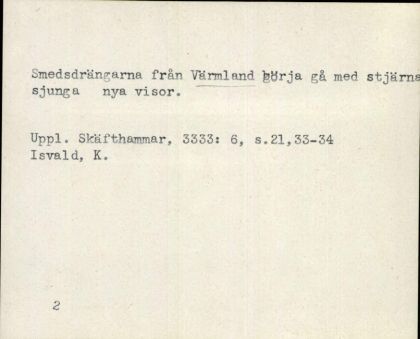 Smedsdrängarna från Värmland börja gå med stjärna
sjunga nya visor.
Uppl. Skäfthammar, 3333: 6, s.21,33-34
Isvald, K.
2